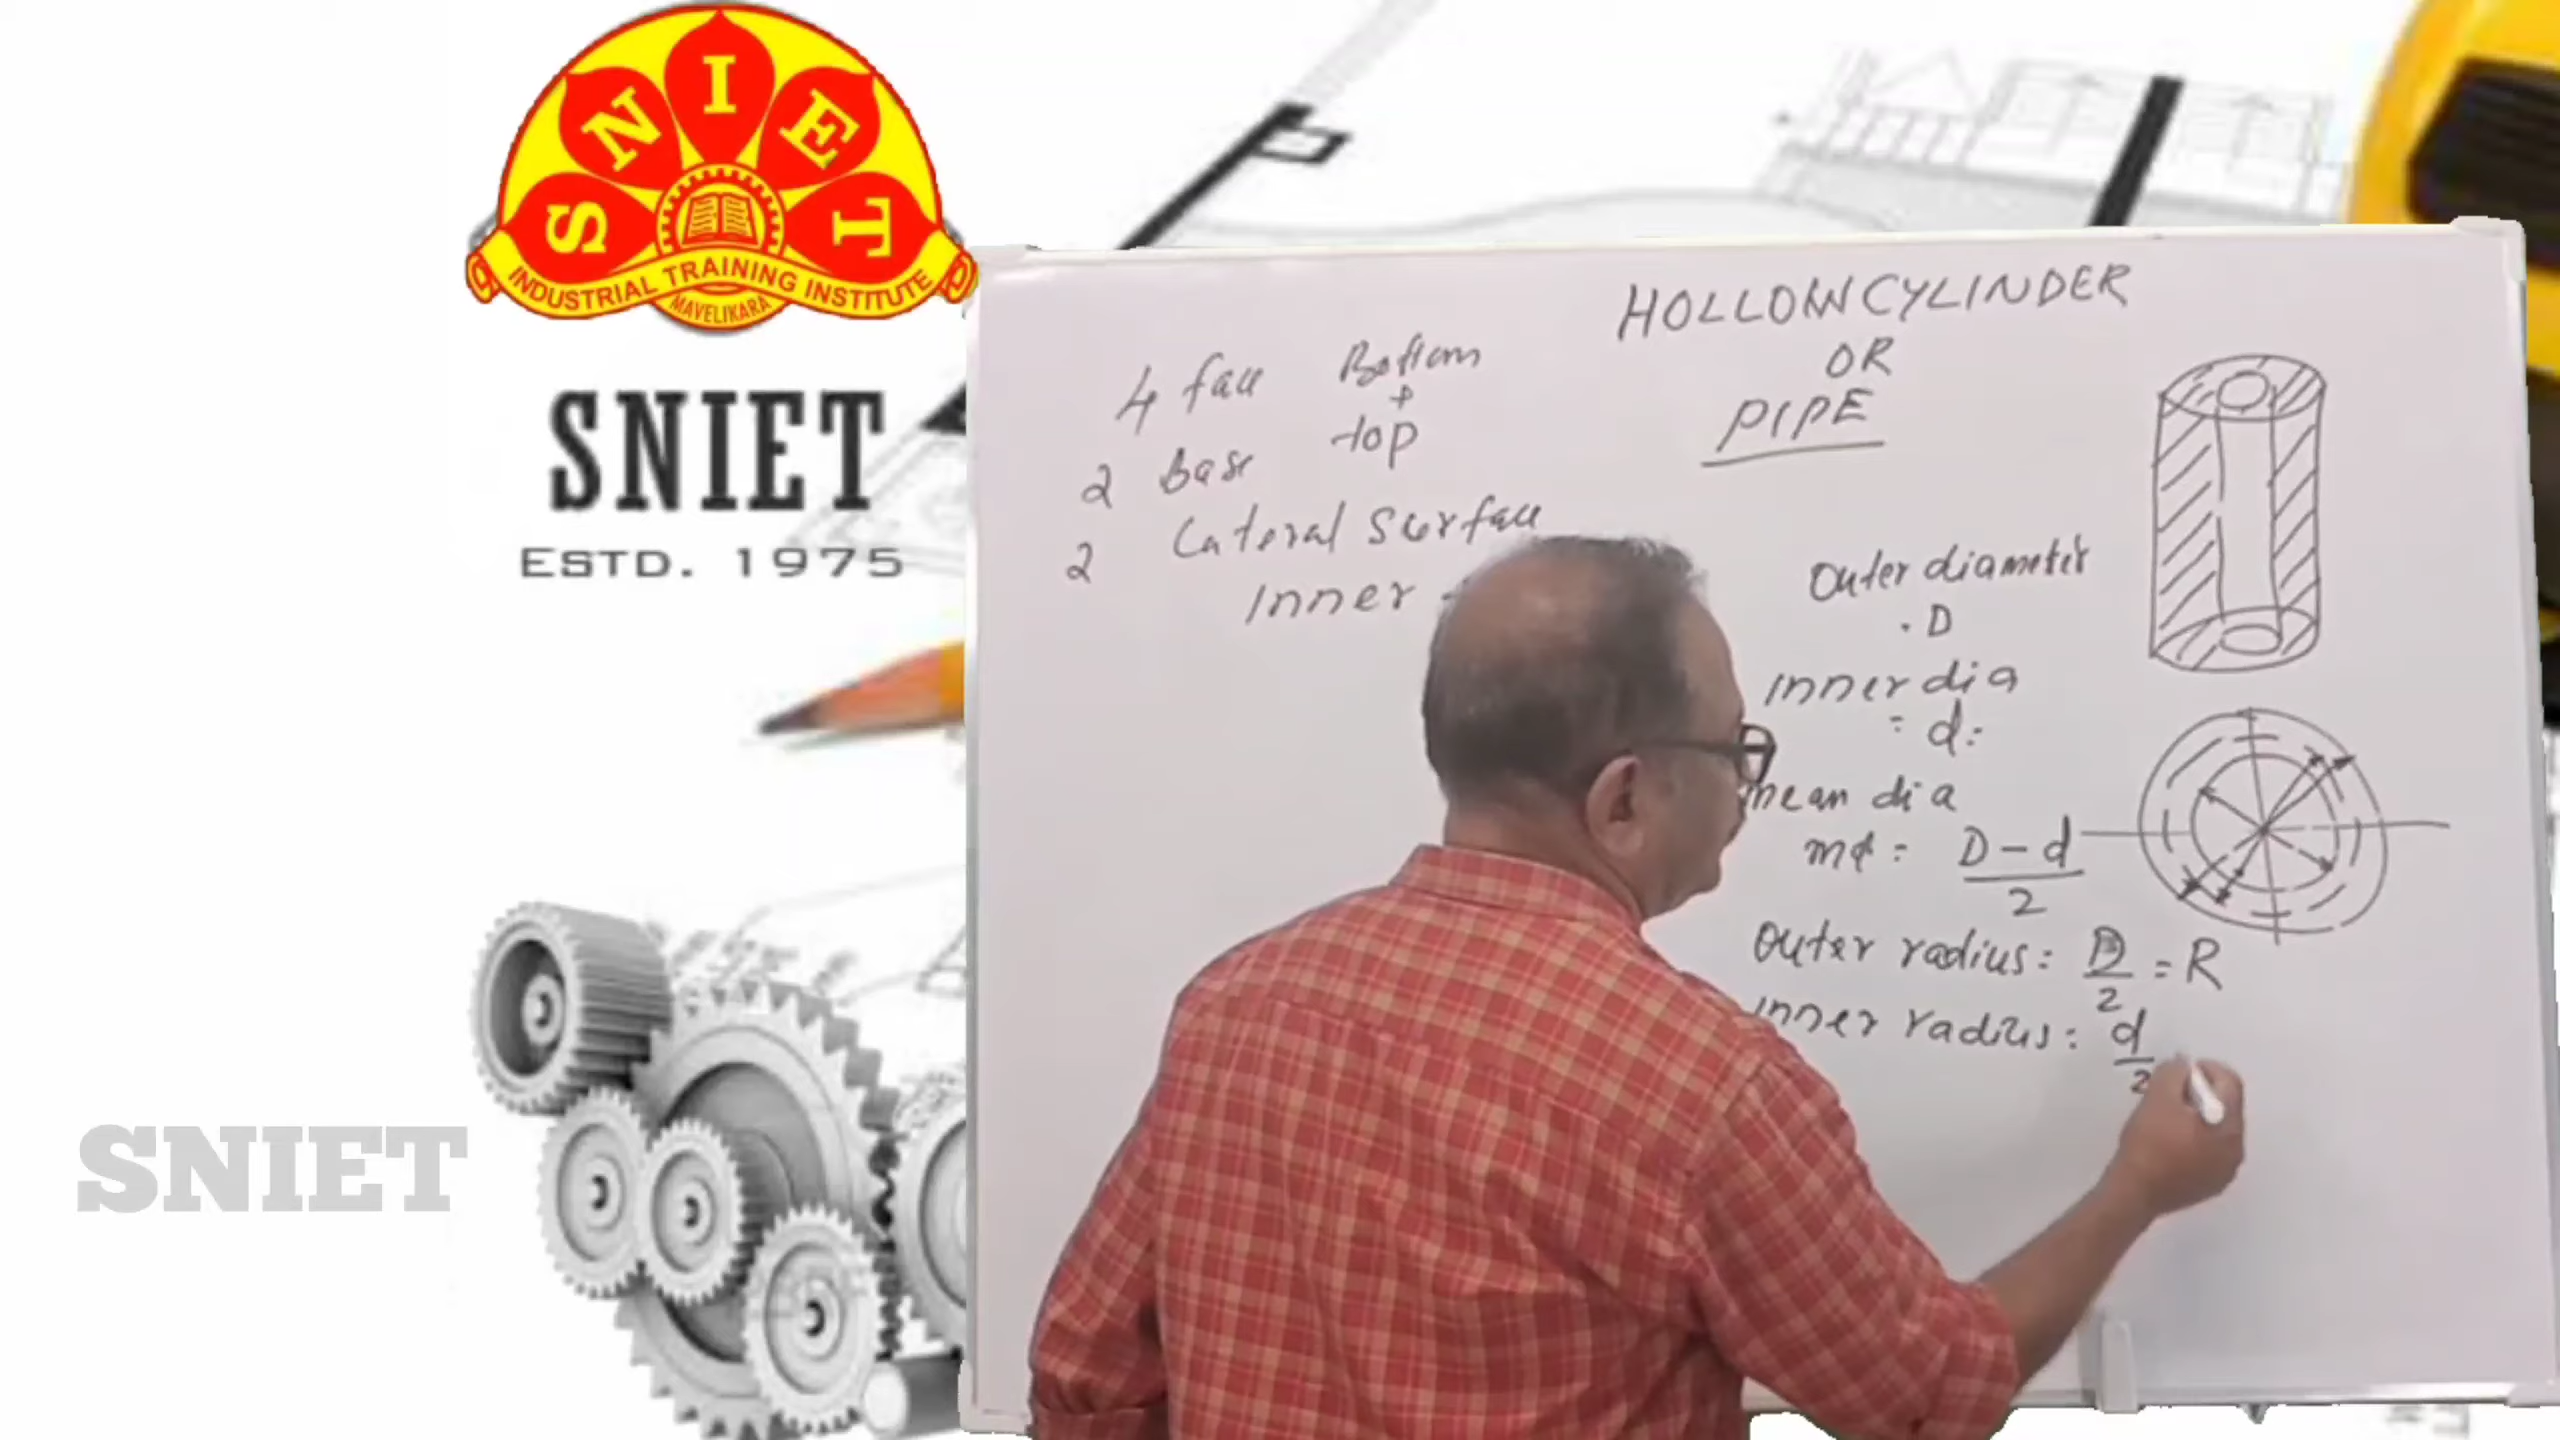 SNIET
INDUSTRIAL TRAINING INSTITUTE
MAVELIKARA
SNIET
ESTD. 1975
SNIET
4 face Bottom
+
2 Base top
2 Lateral Surface
Inner
HOLLOW CYLINDER
OR
PIPE
Outer diameter
. D
Inner dia
= d =
mean dia
mφ = D - d
2
Outer radius = D/2 = R
Inner radius = d/2